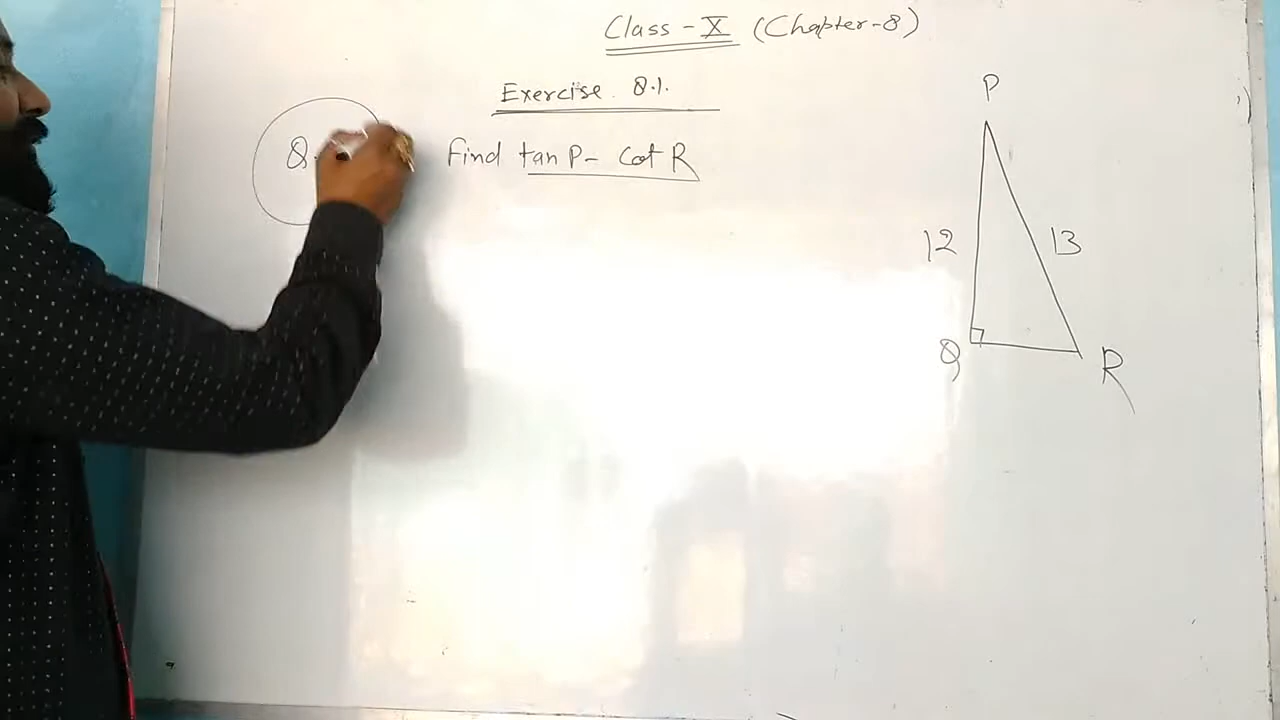 Class - X (Chapter-8)
Exercise 8.1.
Q.
Find tan P - Cot R
P
12
13
Q
R